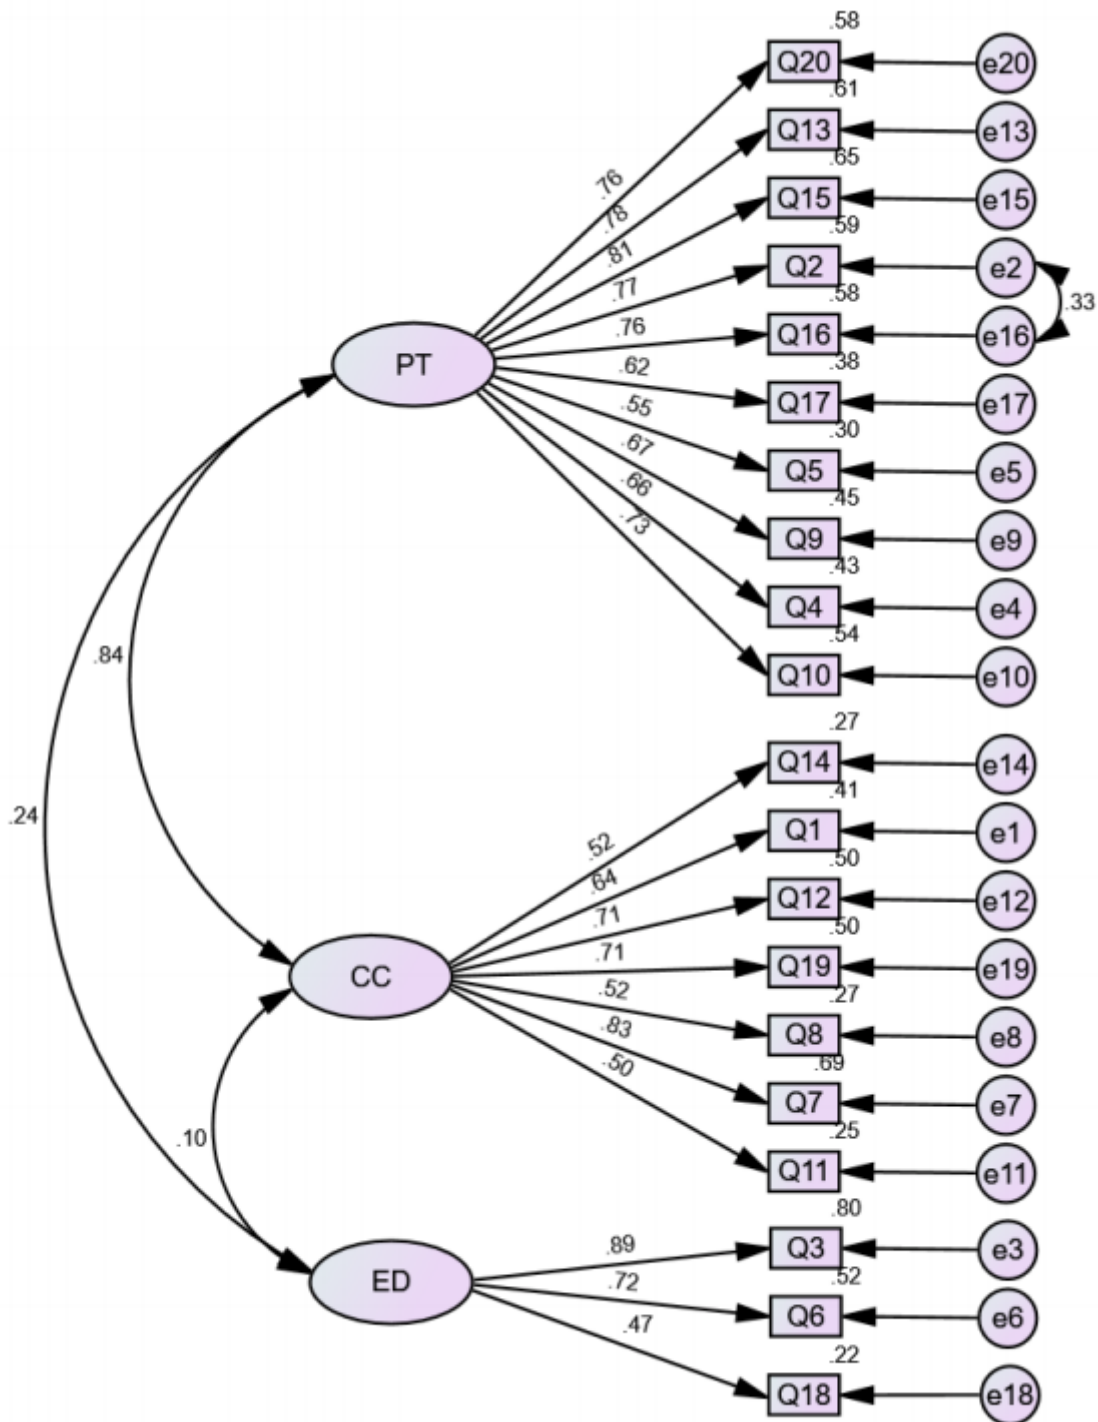 .58
Q20
e20
.61
Q13
e13
.65
.76
Q15
e15
.78
.59
.81
Q2
e2
.77
.58
.33
.76
Q16
e16
PT
.62
.38
Q17
e17
.55
.30
.67
Q5
e5
.66
.45
.73
Q9
e9
.43
Q4
e4
.54
.84
Q10
e10
.27
Q14
e14
.41
.24
.52
Q1
e1
.64
.50
.71
Q12
e12
.50
.71
Q19
e19
CC
.52
.27
.83
Q8
e8
.50
.69
Q7
e7
.10
.25
Q11
e11
.80
.89
Q3
e3
.72
.52
ED
.47
Q6
e6
.22
Q18
e18